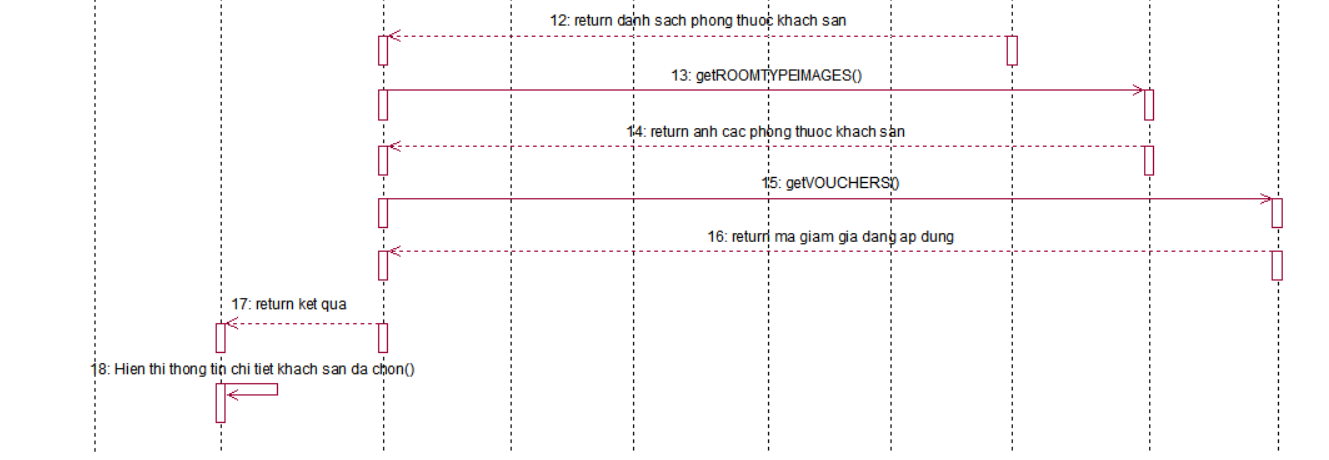 12: return danh sach phong thuoc khach san
13: getROOMTYPEIMAGES()
14: return anh cac phong thuoc khach san
15: getVOUCHERS()
16: return ma giam gia dang ap dung
17: return ket qua
18: Hien thi thong tin chi tiet khach san da chon()